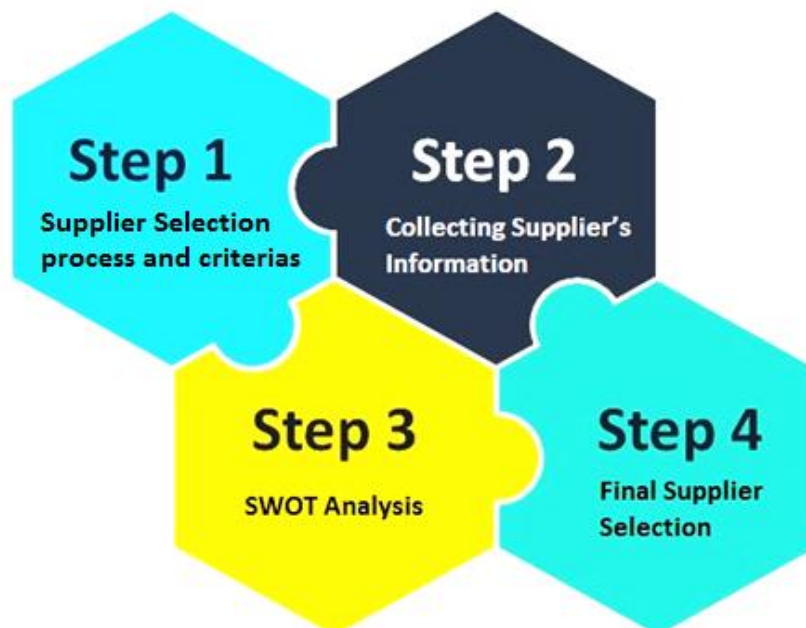 Step 1
Supplier Selection
process and criterias
Step 2
Collecting Supplier's
Information
Step 3
SWOT Analysis
Step 4
Final Supplier
Selection